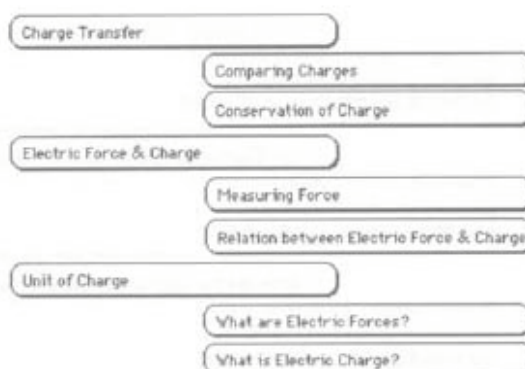 Charge Transfer
Comparing Charges
Conservation of Charge
Electric Force & Charge
Measuring Force
Relation between Electric Force & Charge
Unit of Charge
What are Electric Forces?
What is Electric Charge?